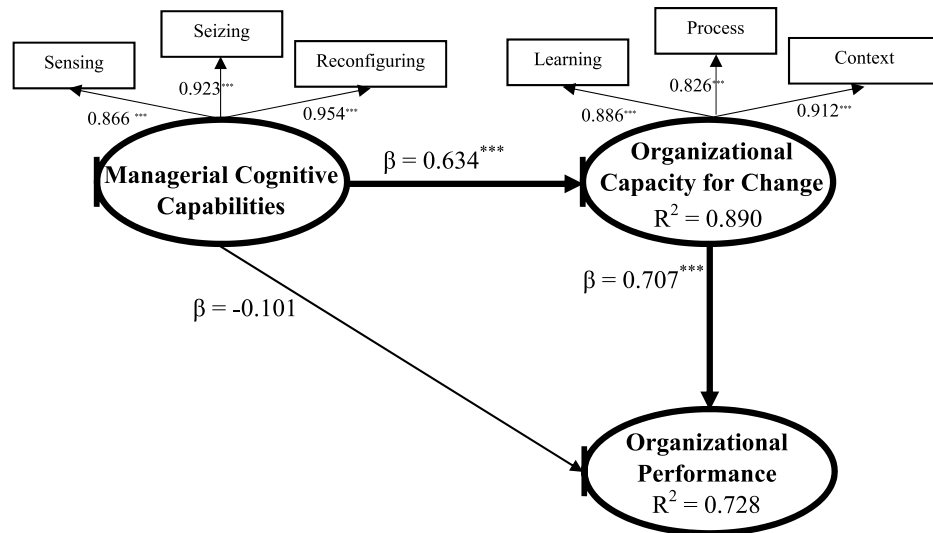 Seizing
Process
Sensing
Reconfiguring
Learning
Context
0.923***
0.826***
0.866 ***
0.954***
0.886***
0.912***
Managerial Cognitive
Capabilities
β = 0.634***
Organizational
Capacity for Change
R² = 0.890
β = 0.707***
β = -0.101
Organizational
Performance
R² = 0.728